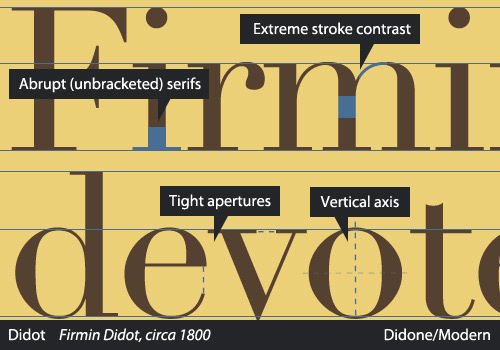 Firmi
Extreme stroke contrast
Abrupt (unbracketed) serifs
devote
Tight apertures
Vertical axis
Didot Firmin Didot, circa 1800 Didone/Modern